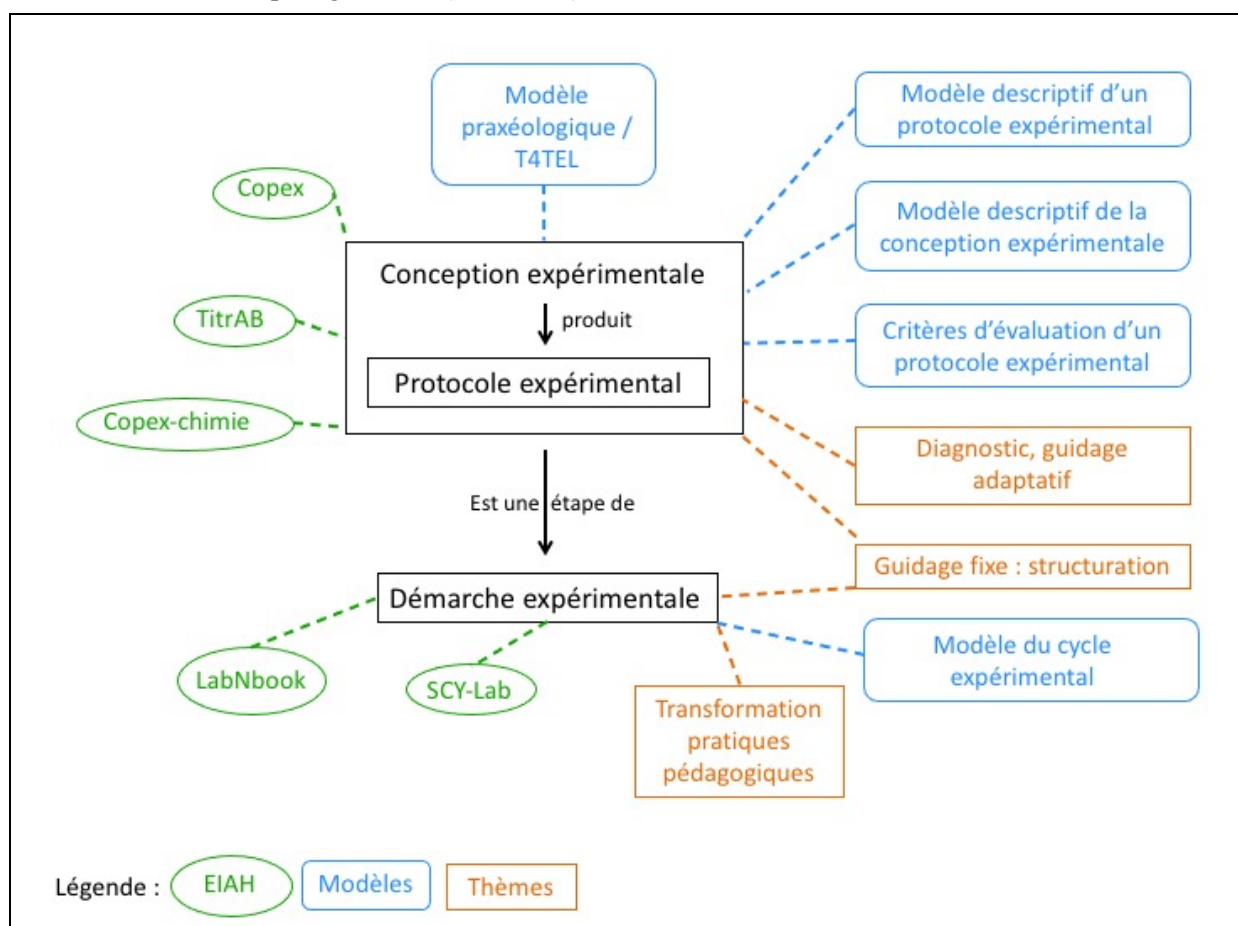 Modèle
praxéologique /
T4TEL
Modèle descriptif d'un
protocole expérimental
Copex
Modèle descriptif de la
conception expérimentale
Conception expérimentale
produit
TitrAB
Critères d'évaluation d'un
protocole expérimental
Protocole expérimental
Copex-chimie
Diagnostic, guidage
adaptatif
Est une étape de
Guidage fixe : structuration
Démarche expérimentale
Modèle du cycle
expérimental
LabNbook
SCY-Lab
Transformation
pratiques
pédagogiques
Légende :
EIAH
Modèles
Thèmes